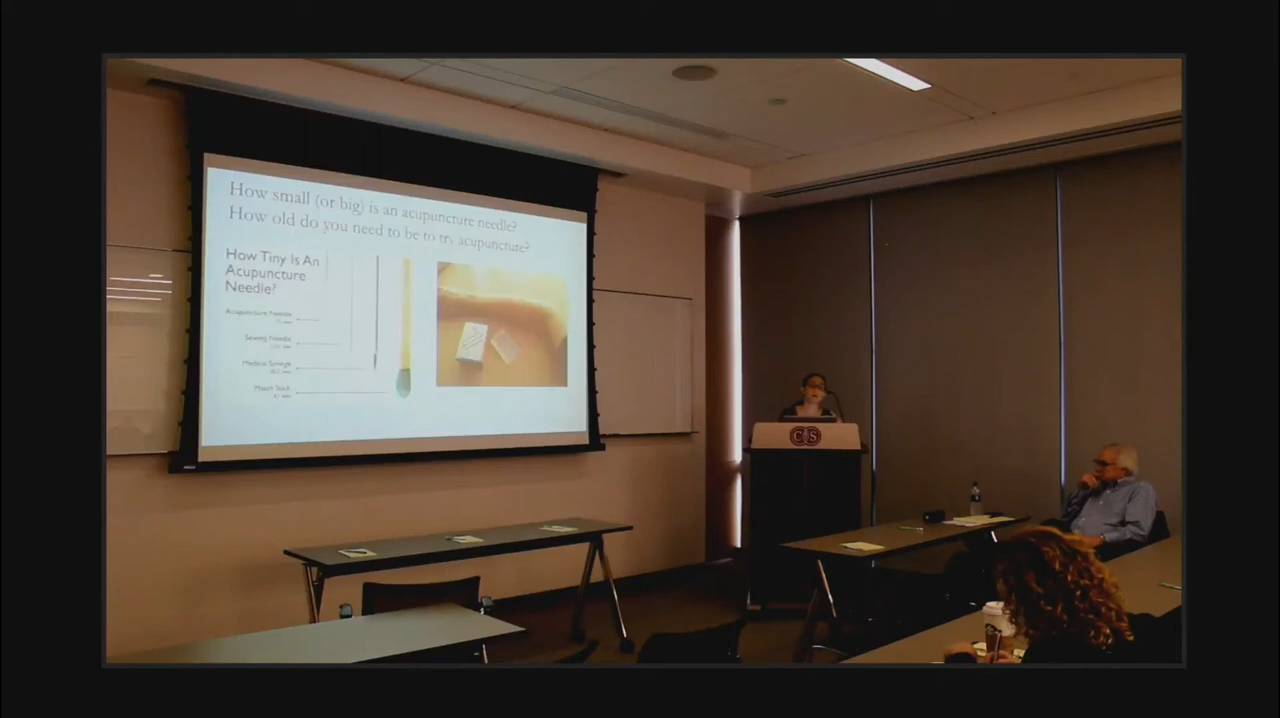 How small (or big) is an acupuncture needle?
How old do you need to be to try acupuncture?
How Tiny Is An
Acupuncture
Needle?
Acupuncture Needle
Sewing Needle
Medical Syringe
Match Stick